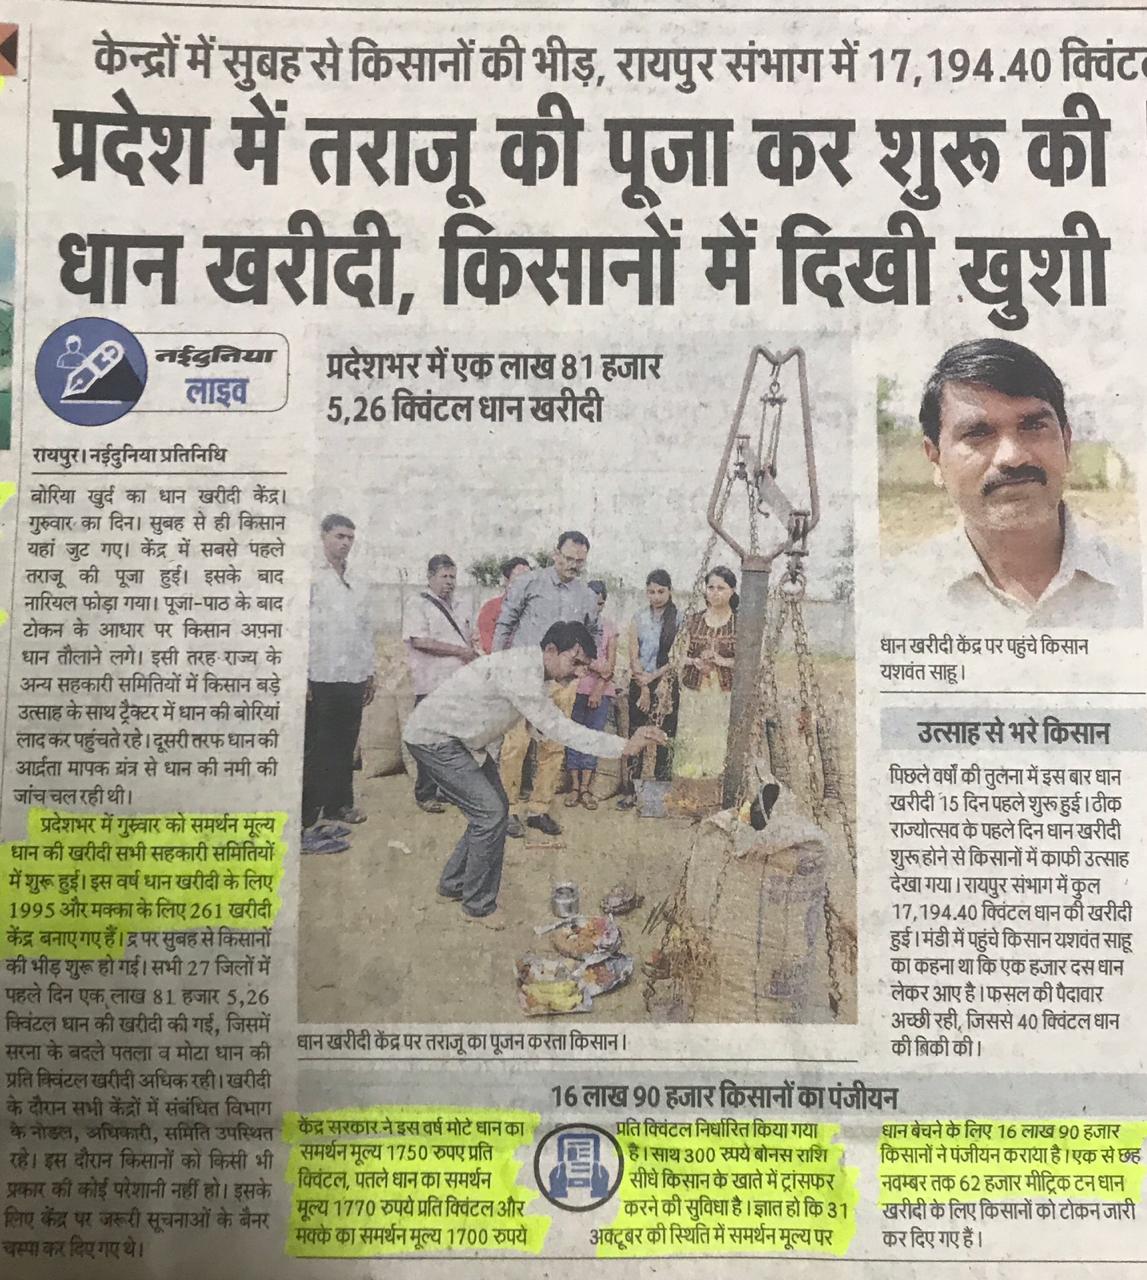 केन्द्रों में सुबह से किसानों की भीड़, रायपुर संभाग में 17,194.40
प्रदेश में तराजू की पूजा कर शुरू की
धान खरीदी, किसानों में दिखी खुशी
नईदुनिया
लाइव
रायपुर। नईदुनिया प्रतिनिधि
बोरिया खुर्द का धान खरीदी केंद्र।
गुरुवार का दिन। सुबह से ही किसान
यहां जुट गए। केंद्र में सबसे पहले
तराजू की पूजा हुई। इसके बाद
नारियल फोड़ा गया। पूजा-पाठ के बाद
टोकन के आधार पर किसान अपना
धान तौलाने लगे। इसी तरह राज्य के
अन्य सहकारी समितियों में किसान बड़े
उत्साह के साथ ट्रैक्टर में धान की बोरियां
लाद कर पहुंचते रहे। दूसरी तरफ धान की
आर्द्रता मापक यंत्र से धान की नमी की
जांच चल रही थी।
प्रदेशभर में गुरुवार को समर्थन मूल्य
धान की खरीदी सभी सहकारी समितियों
में शुरू हुई। इस वर्ष धान खरीदी के लिए
1995 और मक्का के लिए 261 खरीदी
केंद्र बनाए गए हैं। द्र पर सुबह से किसानों
की भीड़ शुरू हो गई। सभी 27 जिलों में
पहले दिन एक लाख 81 हजार 5,26
क्विंटल धान की खरीदी की गई, जिसमें
सरना के बदले पतला व मोटा धान की
प्रति क्विंटल खरीदी अधिक रही। खरीदी
के दौरान सभी केंद्रों में संबंधित विभाग
के नोडल, अधिकारी, समिति उपस्थित
रहे। इस दौरान किसानों को किसी भी
प्रकार की कोई परेशानी नहीं हो। इसके
लिए केंद्र पर जरूरी सूचनाओं के बैनर
चस्पा कर दिए गए थे।
प्रदेशभर में एक लाख 81 हजार
5,26 क्विंटल धान खरीदी
धान खरीदी केंद्र पर तराजू का पूजन करता किसान।
धान खरीदी केंद्र पर पहुंचे किसान
यशवंत साहू।
उत्साह से भरे किसान
पिछले वर्षों की तुलना में इस बार धान
खरीदी 15 दिन पहले शुरू हुई। ठीक
राज्योत्सव के पहले दिन धान खरीदी
शुरू होने से किसानों में काफी उत्साह
देखा गया। रायपुर संभाग में कुल
17,194.40 क्विंटल धान की खरीदी
हुई। मंडी में पहुंचे किसान यशवंत साहू
का कहना था कि एक हजार दस धान
लेकर आए है। फसल की पैदावार
अच्छी रही, जिससे 40 क्विंटल धान
की बिक्री की।
16 लाख 90 हजार किसानों का पंजीयन
केंद्र सरकार ने इस वर्ष मोटे धान का
समर्थन मूल्य 1750 रुपए प्रति
क्विंटल, पतले धान का समर्थन
मूल्य 1770 रुपये प्रति क्विंटल और
मक्के का समर्थन मूल्य 1700 रुपये
प्रति क्विंटल निर्धारित किया गया
है। साथ 300 रुपये बोनस राशि
सीधे किसान के खाते में ट्रांसफर
करने की सुविधा है। ज्ञात हो कि 31
अक्टूबर की स्थिति में समर्थन मूल्य पर
धान बेचने के लिए 16 लाख 90 हजार
किसानों ने पंजीयन कराया है। एक से छह
नवम्बर तक 62 हजार मीट्रिक टन धान
खरीदी के लिए किसानों को टोकन जारी
कर दिए गए हैं।